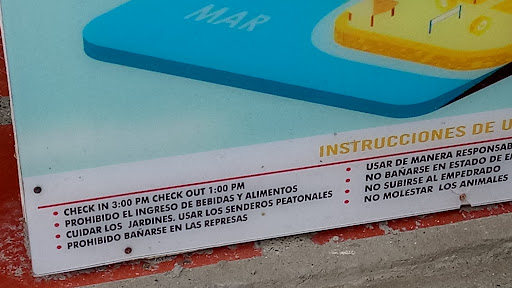 MAR
INSTRUCCIONES DE U
• CHECK IN 3:00 PM CHECK OUT 1:00 PM
• PROHIBIDO EL INGRESO DE BEBIDAS Y ALIMENTOS
• CUIDAR LOS JARDINES. USAR LOS SENDEROS PEATONALES
• PROHIBIDO BAÑARSE EN LAS REPRESAS
• USAR DE MANERA RESPONSAB
• NO BAÑARSE EN ESTADO DE E
• NO SUBIRSE AL EMPEDRADO
• NO MOLESTAR LOS ANIMALES